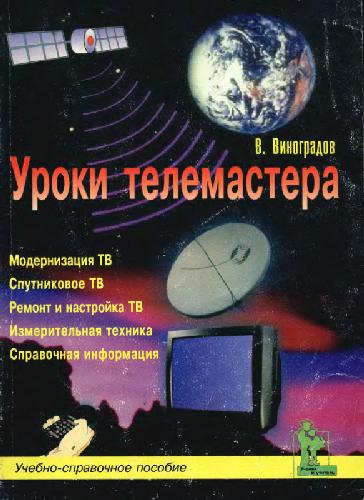 В. Виноградов
Уроки телемастера
Модернизация ТВ
Спутниковое ТВ
Ремонт и настройка ТВ
Измерительная техника
Справочная информация
Учебно-справочное пособие